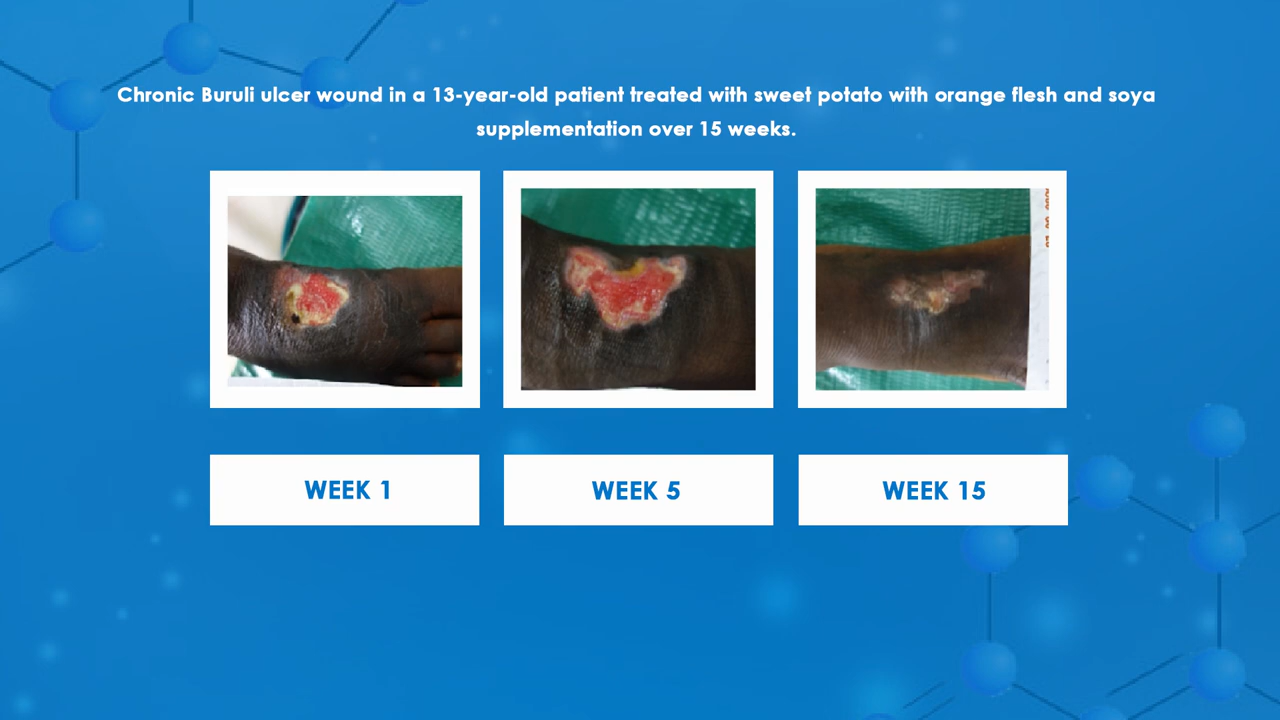 Chronic Buruli ulcer wound in a 13-year-old patient treated with sweet potato with orange flesh and soya
supplementation over 15 weeks.
WEEK 1
WEEK 5
WEEK 15